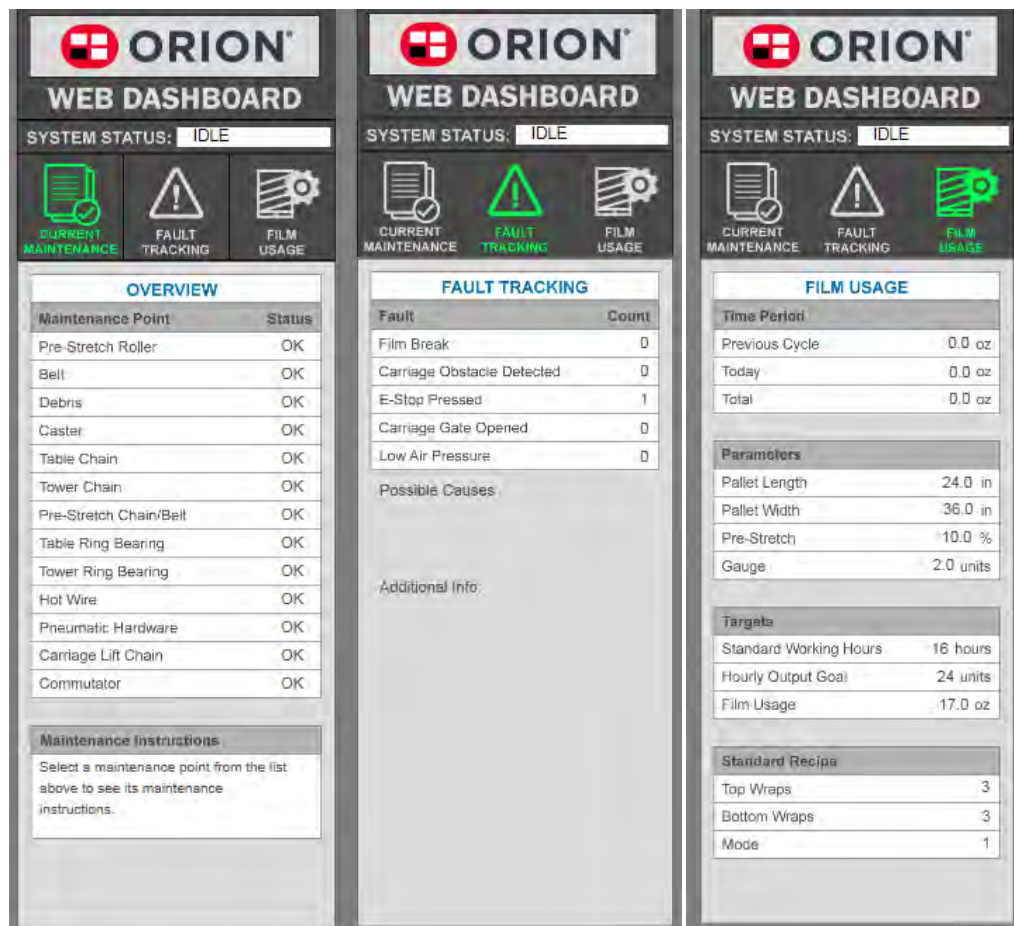 ORION
WEB DASHBOARD
SYSTEM STATUS: IDLE
CURRENT MAINTENANCE
FAULT TRACKING
FILM USAGE
OVERVIEW
Maintenance Point Status
Pre-Stretch Roller OK
Belt OK
Debris OK
Caster OK
Table Chain OK
Tower Chain OK
Pre-Stretch Chain/Belt OK
Table Ring Bearing OK
Tower Ring Bearing OK
Hot Wire OK
Pneumatic Hardware OK
Carriage Lift Chain OK
Commutator OK
Maintenance Instructions
Select a maintenance point from the list
above to see its maintenance
instructions.
ORION
WEB DASHBOARD
SYSTEM STATUS: IDLE
CURRENT MAINTENANCE
FAULT TRACKING
FILM USAGE
FAULT TRACKING
Fault Count
Film Break 0
Carriage Obstacle Detected 0
E-Stop Pressed 1
Carriage Gate Opened 0
Low Air Pressure 0
Possible Causes
Additional Info:
ORION
WEB DASHBOARD
SYSTEM STATUS: IDLE
CURRENT MAINTENANCE
FAULT TRACKING
FILM USAGE
FILM USAGE
Time Period
Previous Cycle 0.0 oz
Today 0.0 oz
Total 0.0 oz
Parameters
Pallet Length 24.0 in
Pallet Width 36.0 in
Pre-Stretch 10.0 %
Gauge 2.0 units
Targets
Standard Working Hours 16 hours
Hourly Output Goal 24 units
Film Usage 17.0 oz
Standard Recipe
Top Wraps 3
Bottom Wraps 3
Mode 1